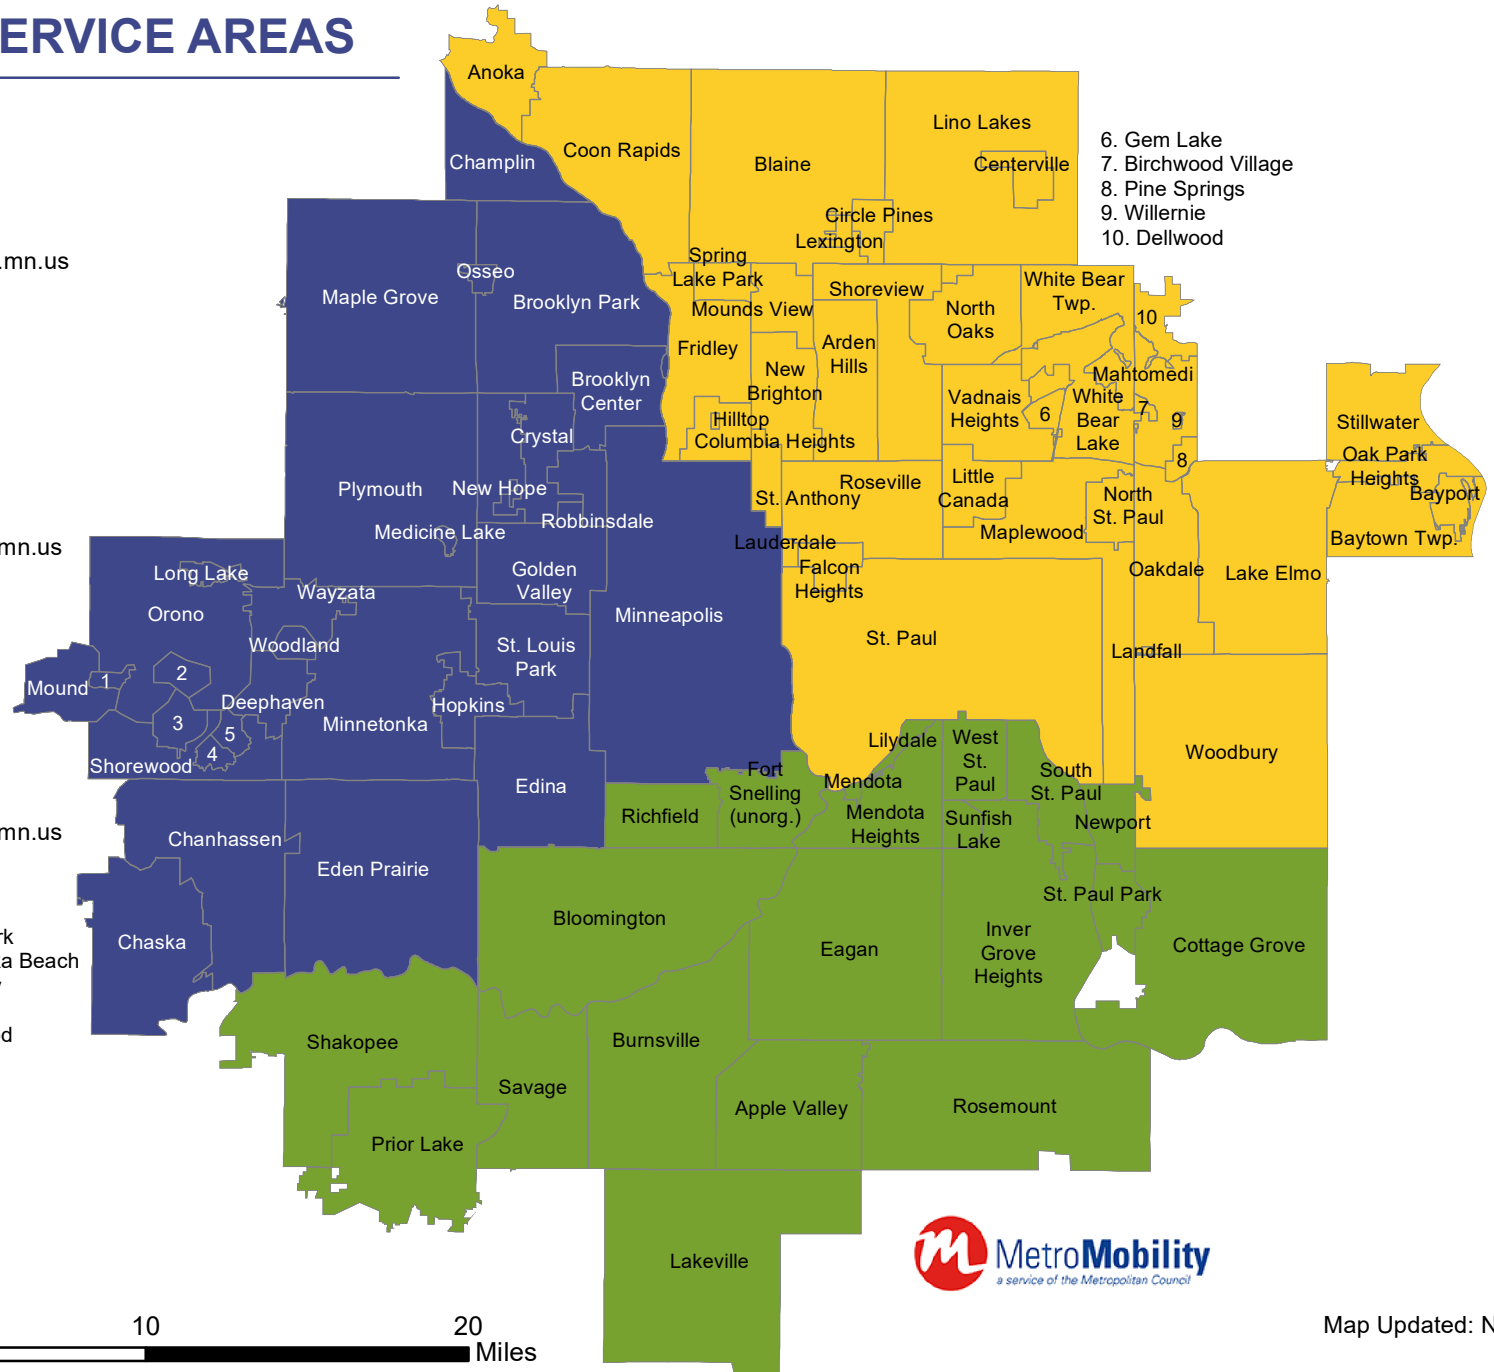 ERVICE AREAS
Anoka
Champlin
Coon Rapids
Blaine
Lino Lakes
Centerville
Circle Pines
Lexington
6. Gem Lake
7. Birchwood Village
8. Pine Springs
9. Willernie
10. Dellwood
.mn.us
Osseo
Maple Grove
Brooklyn Park
Spring
Lake Park
Mounds View
Shoreview
North
Oaks
White Bear
Twp.
10
Fridley
Arden
Hills
New
Brighton
Brooklyn
Center
Mahtomedi
Vadnais
Heights
6
White
Bear
Lake
7
9
8
Hilltop
Columbia Heights
Crystal
Stillwater
Oak Park
Heights
Bayport
Baytown Twp.
Plymouth
New Hope
Robbinsdale
Medicine Lake
St. Anthony
Roseville
Little
Canada
North
St. Paul
Maplewood
Lauderdale
Falcon
Heights
Oakdale
Lake Elmo
mn.us
Long Lake
Orono
Wayzata
Woodland
Golden
Valley
Minneapolis
St. Louis
Park
St. Paul
Landfall
Mound
1
2
3
4
5
Deephaven
Minnetonka
Hopkins
Shorewood
Edina
Lilydale
West
St.
Paul
South
St. Paul
Woodbury
Fort
Snelling
(unorg.)
Mendota
Mendota
Heights
Sunfish
Lake
Newport
Richfield
mn.us
Chanhassen
Eden Prairie
Chaska
Bloomington
Eagan
Inver
Grove
Heights
St. Paul Park
Cottage Grove
rk
a Beach
d
Shakopee
Savage
Burnsville
Apple Valley
Rosemount
Prior Lake
Lakeville
m MetroMobility
a service of the Metropolitan Council
10
20
Miles
Map Updated: N